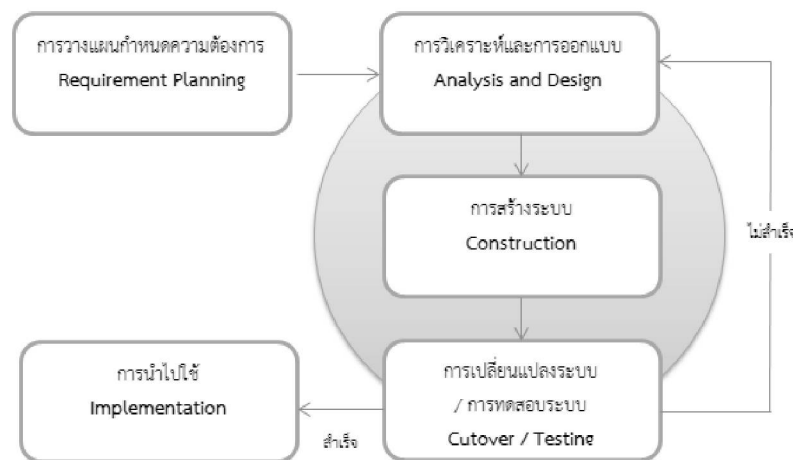 การวางแผนกำหนดความต้องการ
Requirement Planning
การวิเคราะห์และการออกแบบ
Analysis and Design
การสร้างระบบ
Construction
ไม่สำเร็จ
การเปลี่ยนแปลงระบบ
/ การทดสอบระบบ
Cutover / Testing
สำเร็จ
การนำไปใช้
Implementation